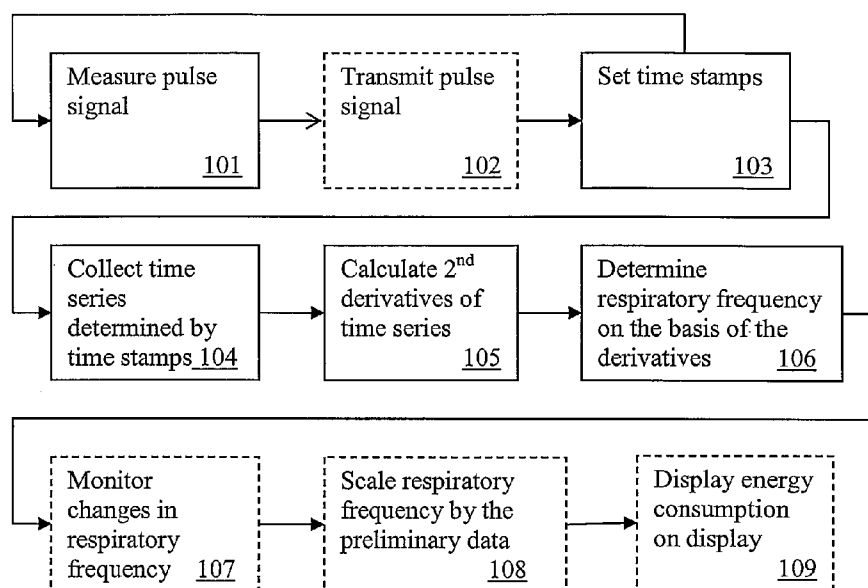 Measure pulse
signal
101
Transmit pulse
signal
102
Set time stamps
103
Collect time
series
determined by
time stamps 104
Calculate 2nd
derivatives of
time series
105
Determine
respiratory frequency
on the basis of the
derivatives 106
Monitor
changes in
respiratory
frequency 107
Scale respiratory
frequency by the
preliminary data
108
Display energy
consumption
on display
109